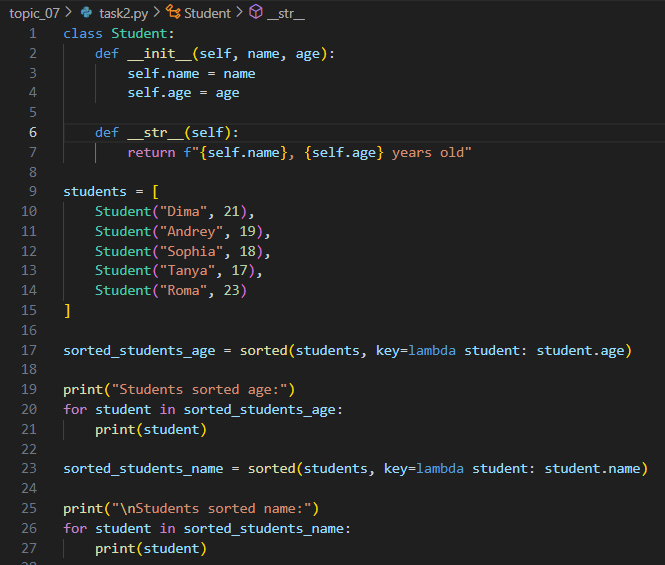 topic_07 > task2.py > Student > __str__
1 class Student:
2     def __init__(self, name, age):
3         self.name = name
4         self.age = age
5
6     def __str__(self):
7         return f"{self.name}, {self.age} years old"
8
9 students = [
10     Student("Dima", 21),
11     Student("Andrey", 19),
12     Student("Sophia", 18),
13     Student("Tanya", 17),
14     Student("Roma", 23)
15 ]
16
17 sorted_students_age = sorted(students, key=lambda student: student.age)
18
19 print("Students sorted age:")
20 for student in sorted_students_age:
21     print(student)
22
23 sorted_students_name = sorted(students, key=lambda student: student.name)
24
25 print("\nStudents sorted name:")
26 for student in sorted_students_name:
27     print(student)